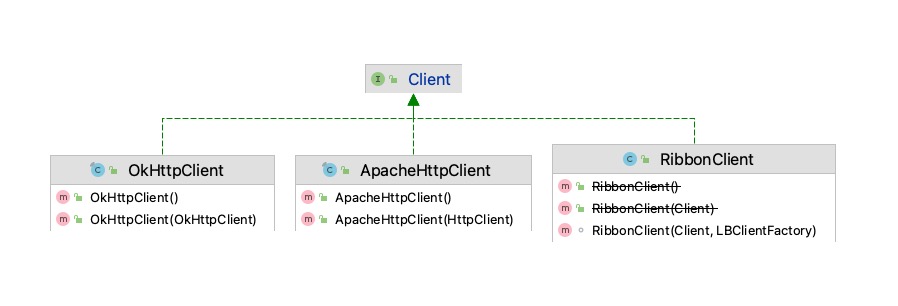 Client
OkHttpClient
OkHttpClient()
OkHttpClient(OkHttpClient)
ApacheHttpClient
ApacheHttpClient()
ApacheHttpClient(HttpClient)
RibbonClient
RibbonClient()
RibbonClient(Client)
RibbonClient(Client, LBClientFactory)